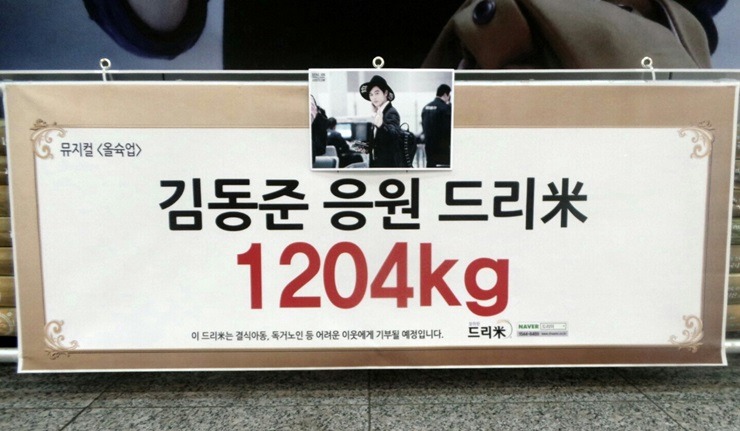 뮤지컬 <올슉업>
김동준 응원 드리米
1204kg
이 드리米는 결식아동, 독거노인 등 어려운 이웃에게 기부될 예정입니다.
드리米
NAVER